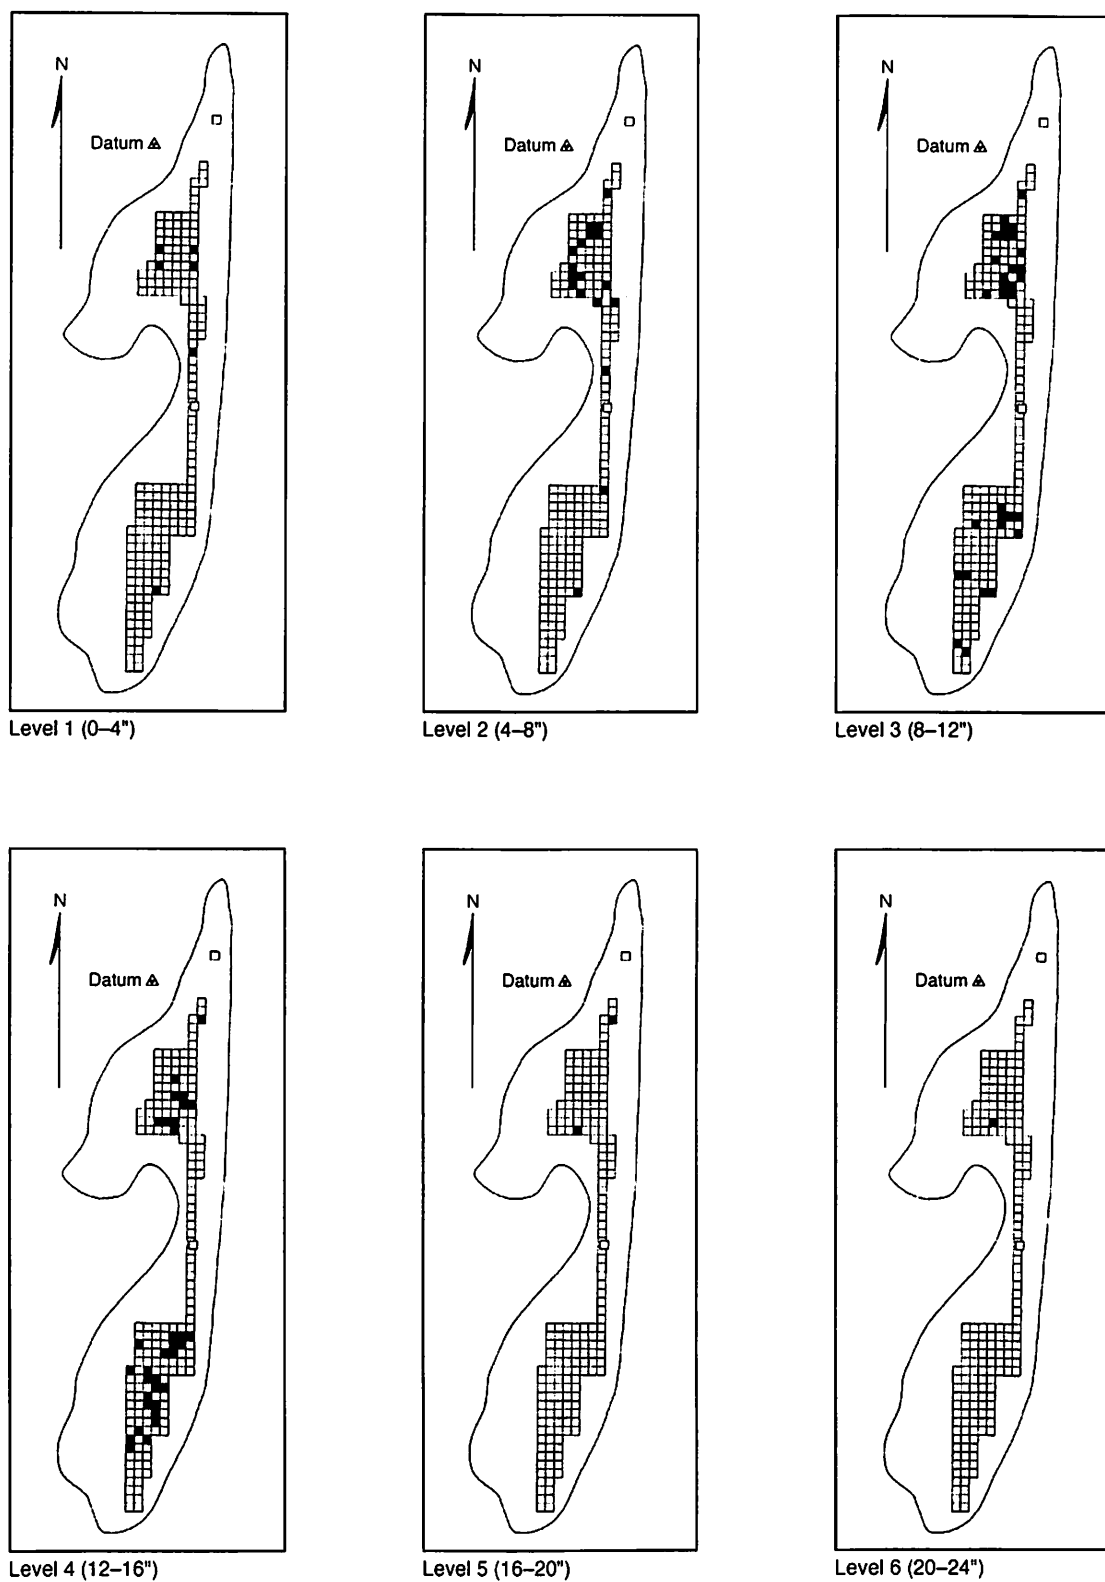 N
Datum
Level 1 (0–4")
N
Datum
Level 2 (4–8")
N
Datum
Level 3 (8–12")
N
Datum
Level 4 (12–16")
N
Datum
Level 5 (16–20")
N
Datum
Level 6 (20–24")